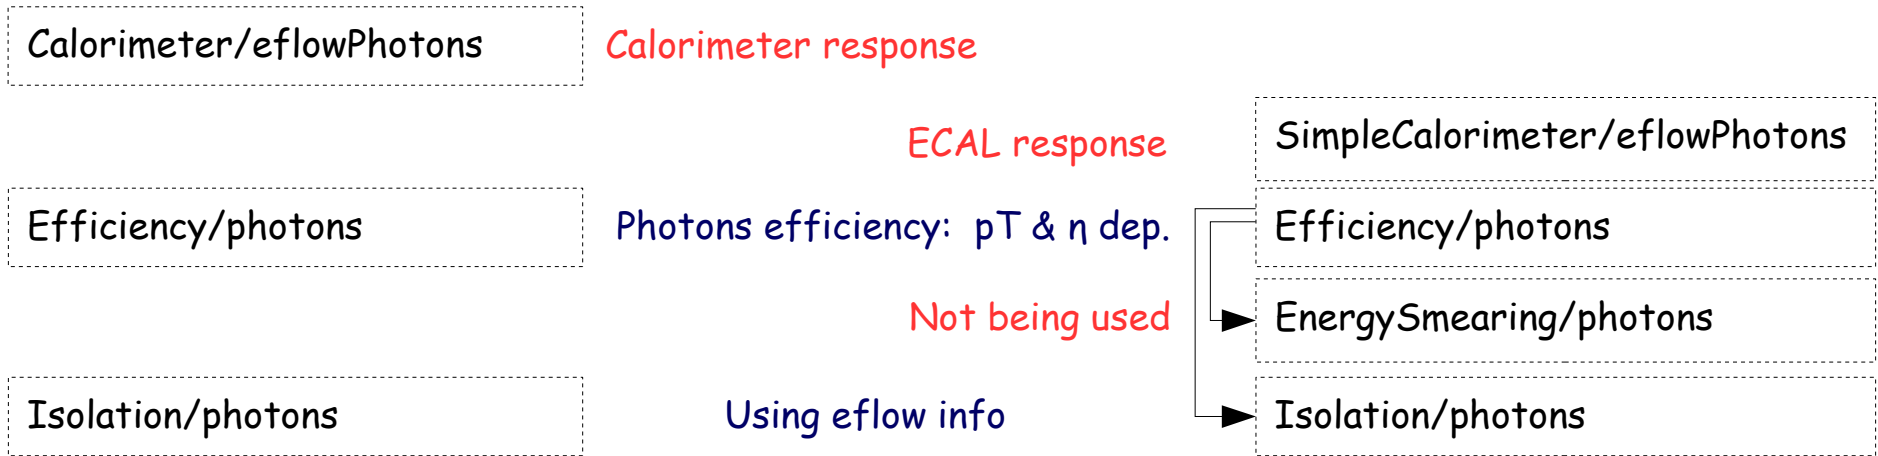 Calorimeter/eflowPhotons
Calorimeter response
ECAL response
SimpleCalorimeter/eflowPhotons
Efficiency/photons
Photons efficiency: pT & η dep.
Efficiency/photons
Not being used
EnergySmearing/photons
Isolation/photons
Using eflow info
Isolation/photons